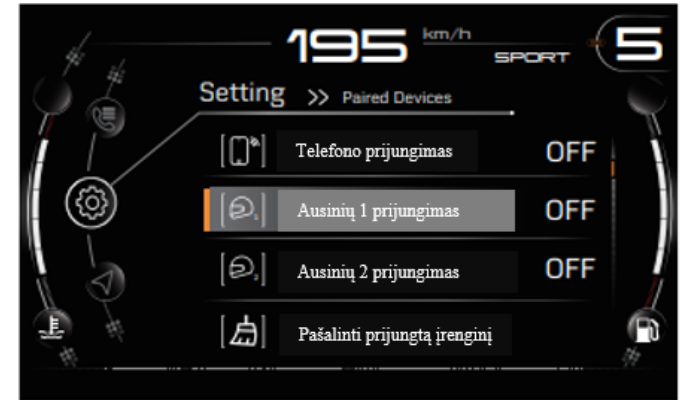 195 km/h SPORT 5
Setting >> Paired Devices
Telefono prijungimas OFF
Ausinių 1 prijungimas OFF
Ausinių 2 prijungimas OFF
Pašalinti prijungtą įrenginį